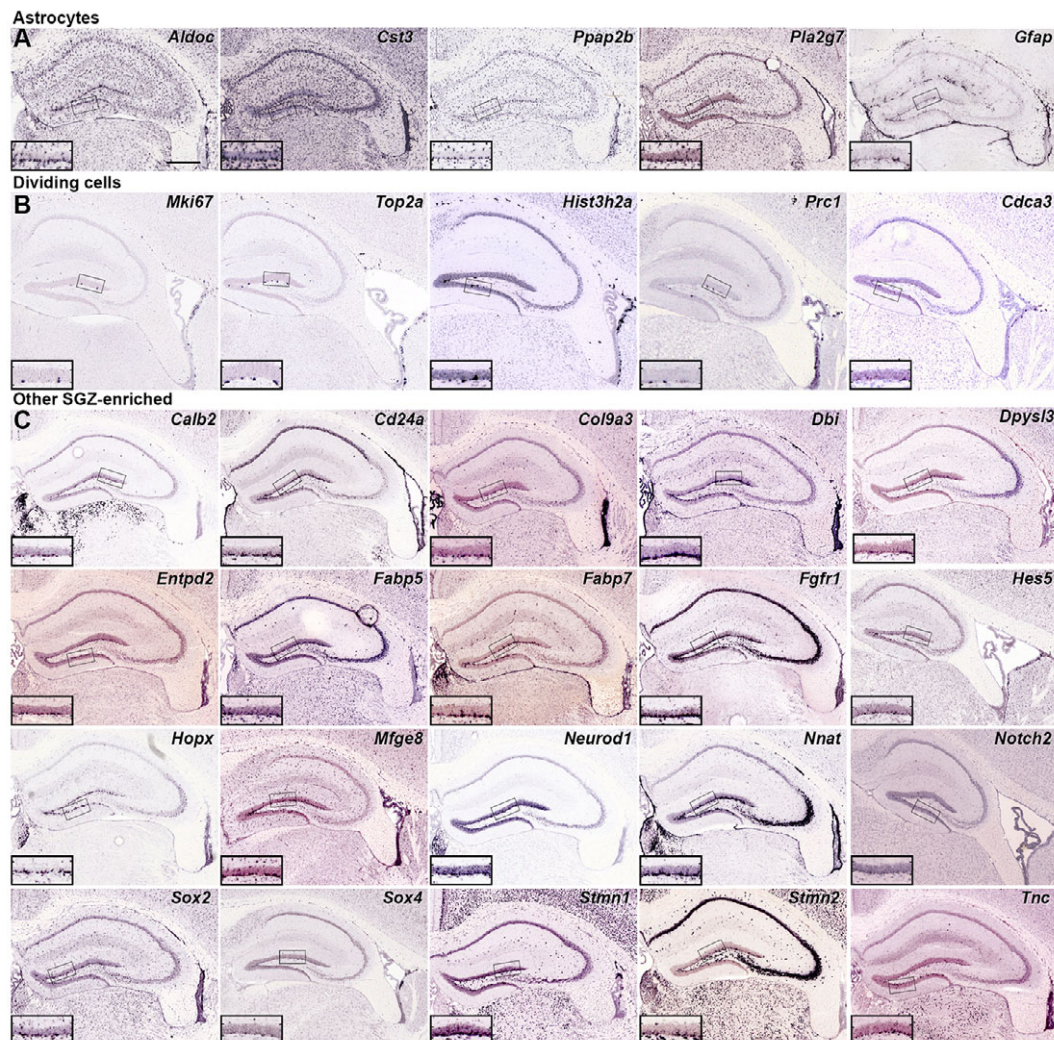 Astrocytes
A Aldoc Cst3 Ppap2b Pla2g7 Gfap
Dividing cells
B Mki67 Top2a Hist3h2a Prc1 Cdca3
Other SGZ-enriched
C Calb2 Cd24a Col9a3 Dbi Dpysl3
Entpd2 Fabp5 Fabp7 Fgfr1 Hes5
Hopx Mfge8 Neurod1 Nnat Notch2
Sox2 Sox4 Stmn1 Stmn2 Tnc